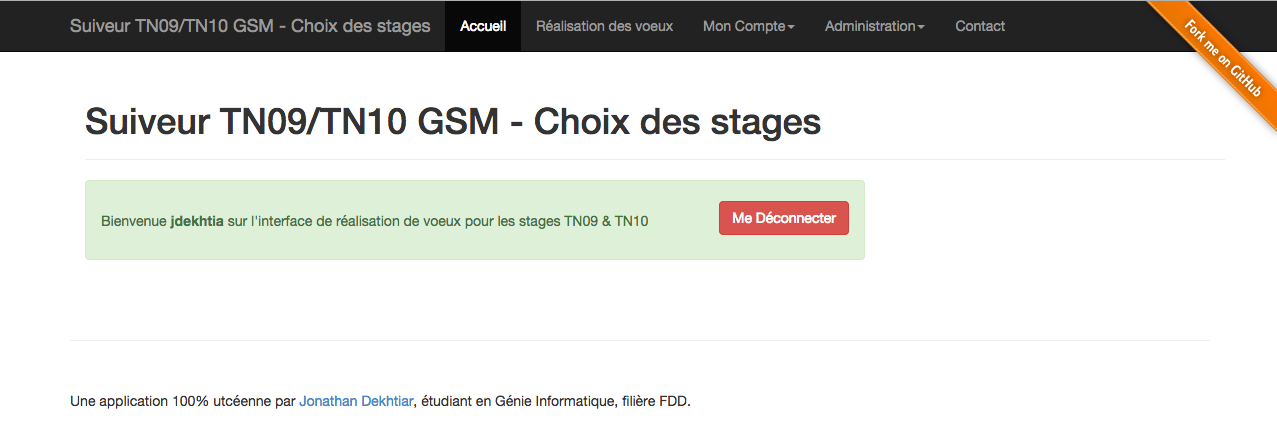 Suiveur TN09/TN10 GSM - Choix des stages Accueil Réalisation des voeux Mon Compte Administration Contact
Fork me on GitHub
Suiveur TN09/TN10 GSM - Choix des stages
Bienvenue jdekhtia sur l'interface de réalisation de voeux pour les stages TN09 & TN10 Me Déconnecter
Une application 100% utcéenne par Jonathan Dekhtiar, étudiant en Génie Informatique, filière FDD.